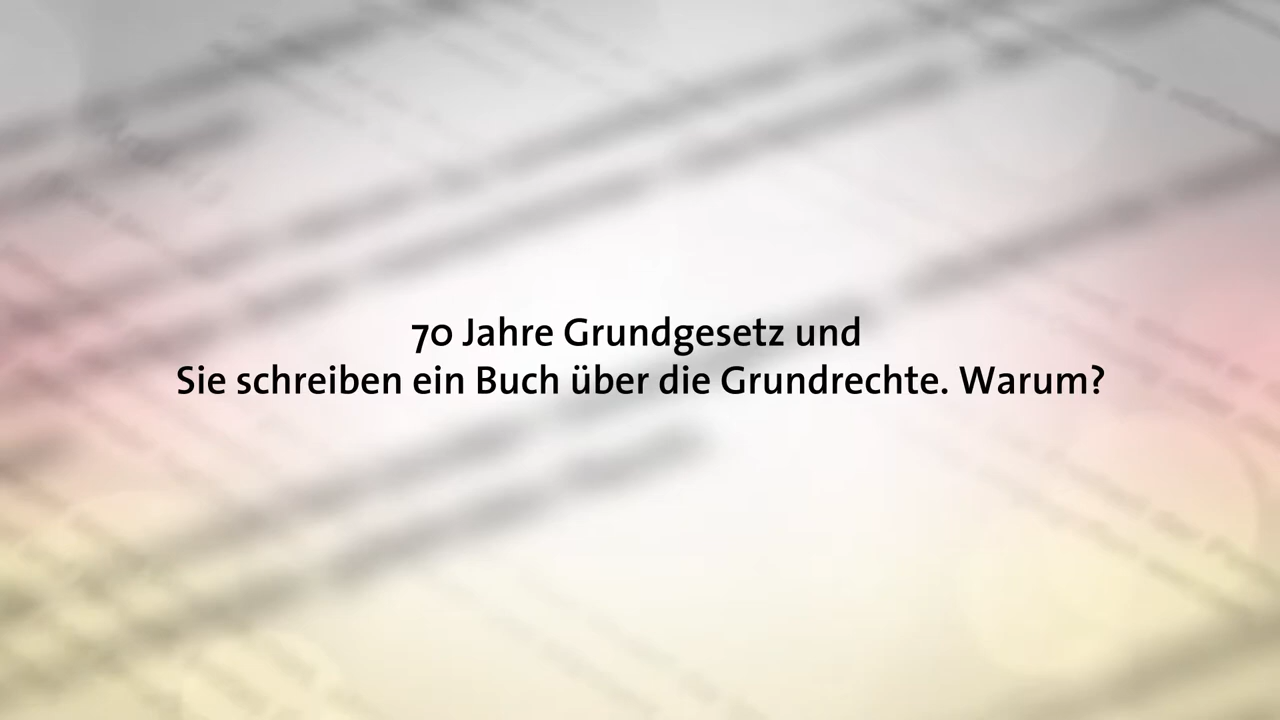 70 Jahre Grundgesetz und
Sie schreiben ein Buch über die Grundrechte. Warum?